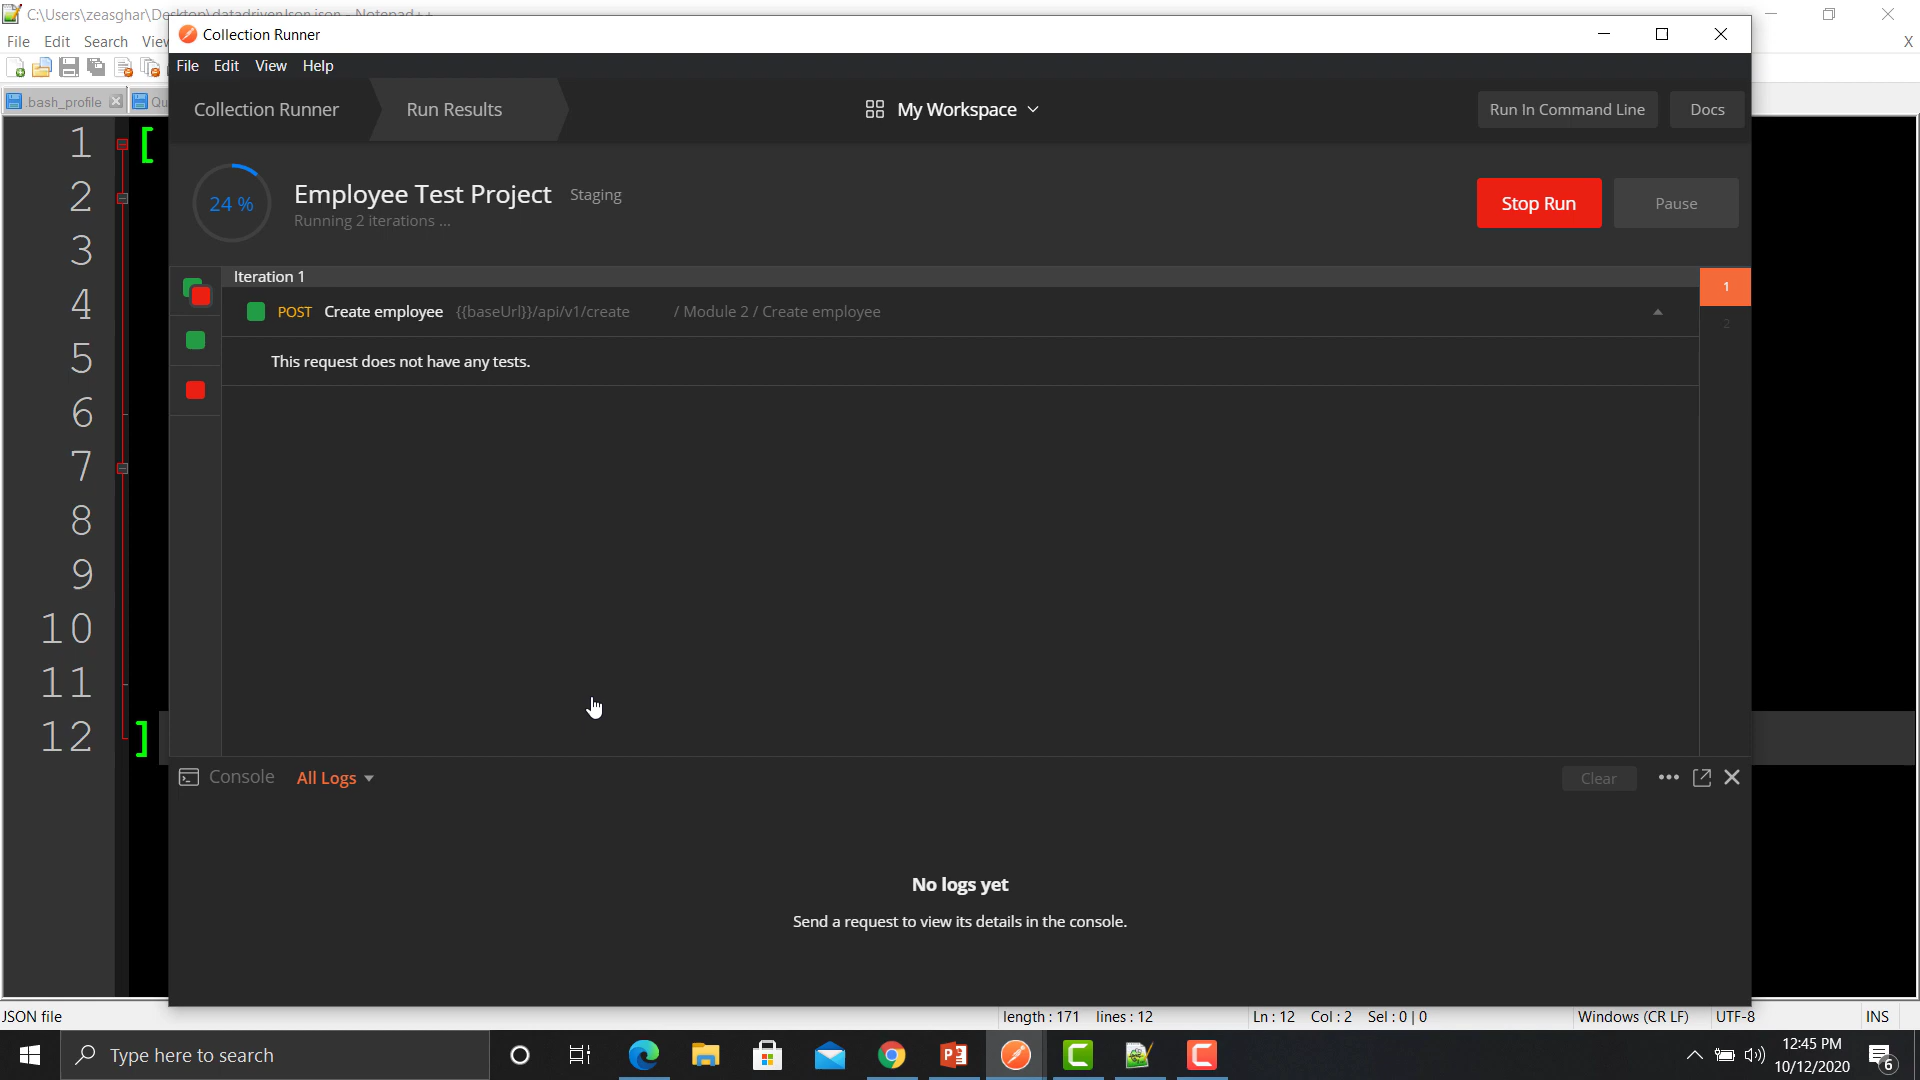 C:\Users\zeasghar\Desktop\datadrivenJson.json - Notepad++
File Edit Search View
X
bash_profile Qu
1 [
2
3
4
5
6
7
8
9
10
11
12 ]
Collection Runner
File Edit View Help
Collection Runner Run Results My Workspace Run In Command Line Docs
24 % Employee Test Project Staging Stop Run Pause
Running 2 iterations ...
Iteration 1
1
POST Create employee {{baseUrl}}/api/v1/create / Module 2 / Create employee
2
This request does not have any tests.
Console All Logs Clear
No logs yet
Send a request to view its details in the console.
JSON file length : 171 lines : 12 Ln : 12 Col : 2 Sel : 0 | 0 Windows (CR LF) UTF-8 INS
Type here to search
12:45 PM
10/12/2020
6